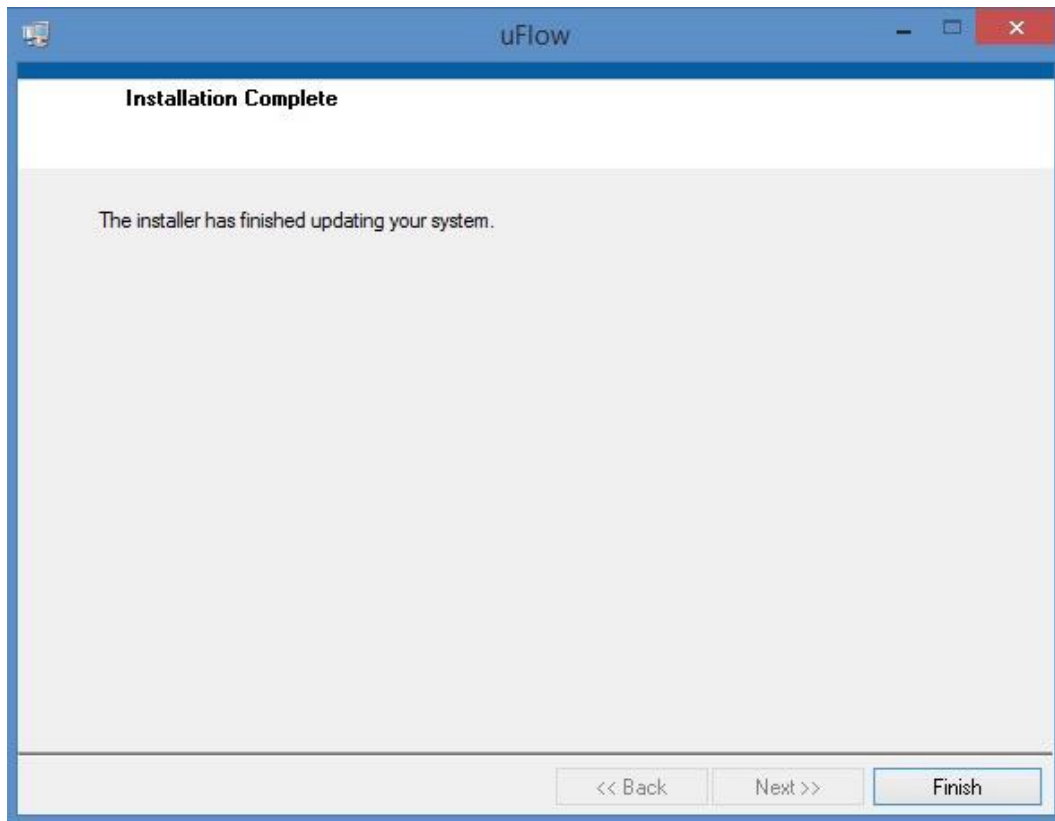 uFlow
Installation Complete
The installer has finished updating your system.
<< Back Next >> Finish